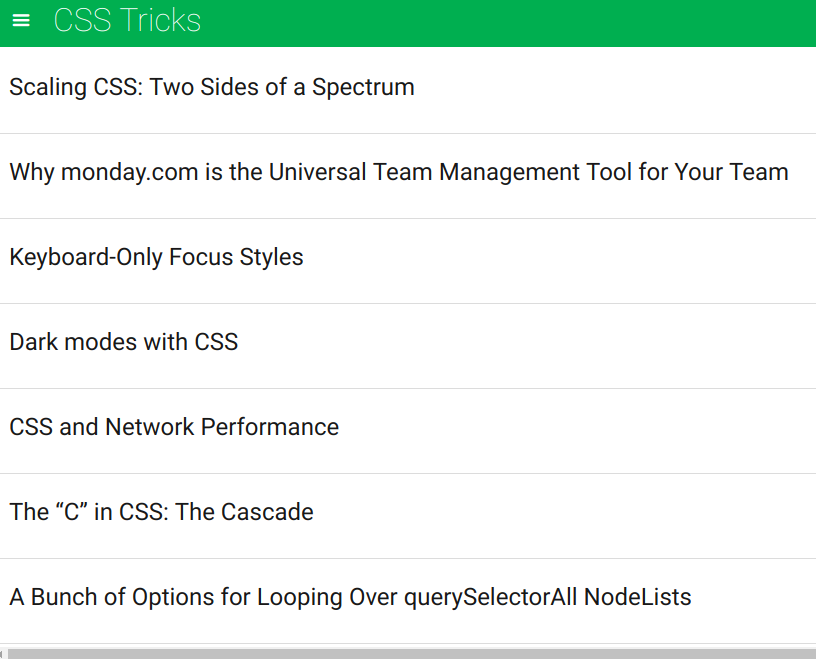 CSS Tricks
Scaling CSS: Two Sides of a Spectrum
Why monday.com is the Universal Team Management Tool for Your Team
Keyboard-Only Focus Styles
Dark modes with CSS
CSS and Network Performance
The “C” in CSS: The Cascade
A Bunch of Options for Looping Over querySelectorAll NodeLists